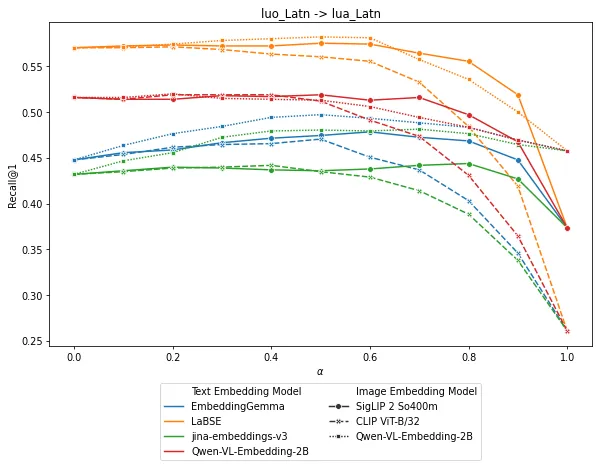 luo_Latn -> lua_Latn
Recall@1
0.55
0.50
0.45
0.40
0.35
0.30
0.25
0.0 0.2 0.4 0.6 0.8 1.0
α
Text Embedding Model
EmbeddingGemma
LaBSE
jina-embeddings-v3
Qwen-VL-Embedding-2B
Image Embedding Model
SigLIP 2 So400m
CLIP ViT-B/32
Qwen-VL-Embedding-2B